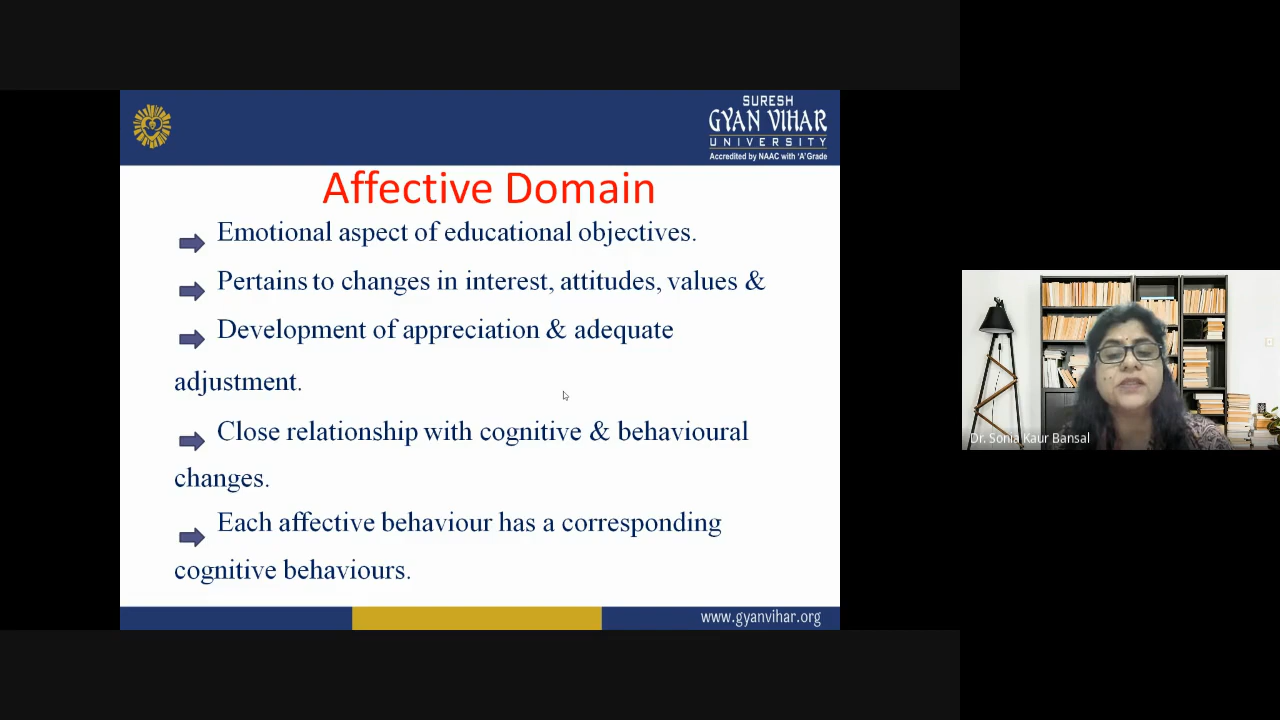 SURESH
GYAN VIHAR
UNIVERSITY
Accredited by NAAC with 'A' Grade
Affective Domain
Emotional aspect of educational objectives.
Pertains to changes in interest, attitudes, values &
Development of appreciation & adequate
adjustment.
Close relationship with cognitive & behavioural
changes.
Each affective behaviour has a corresponding
cognitive behaviours.
www.gyanvihar.org
Dr. Sonia Kaur Bansal